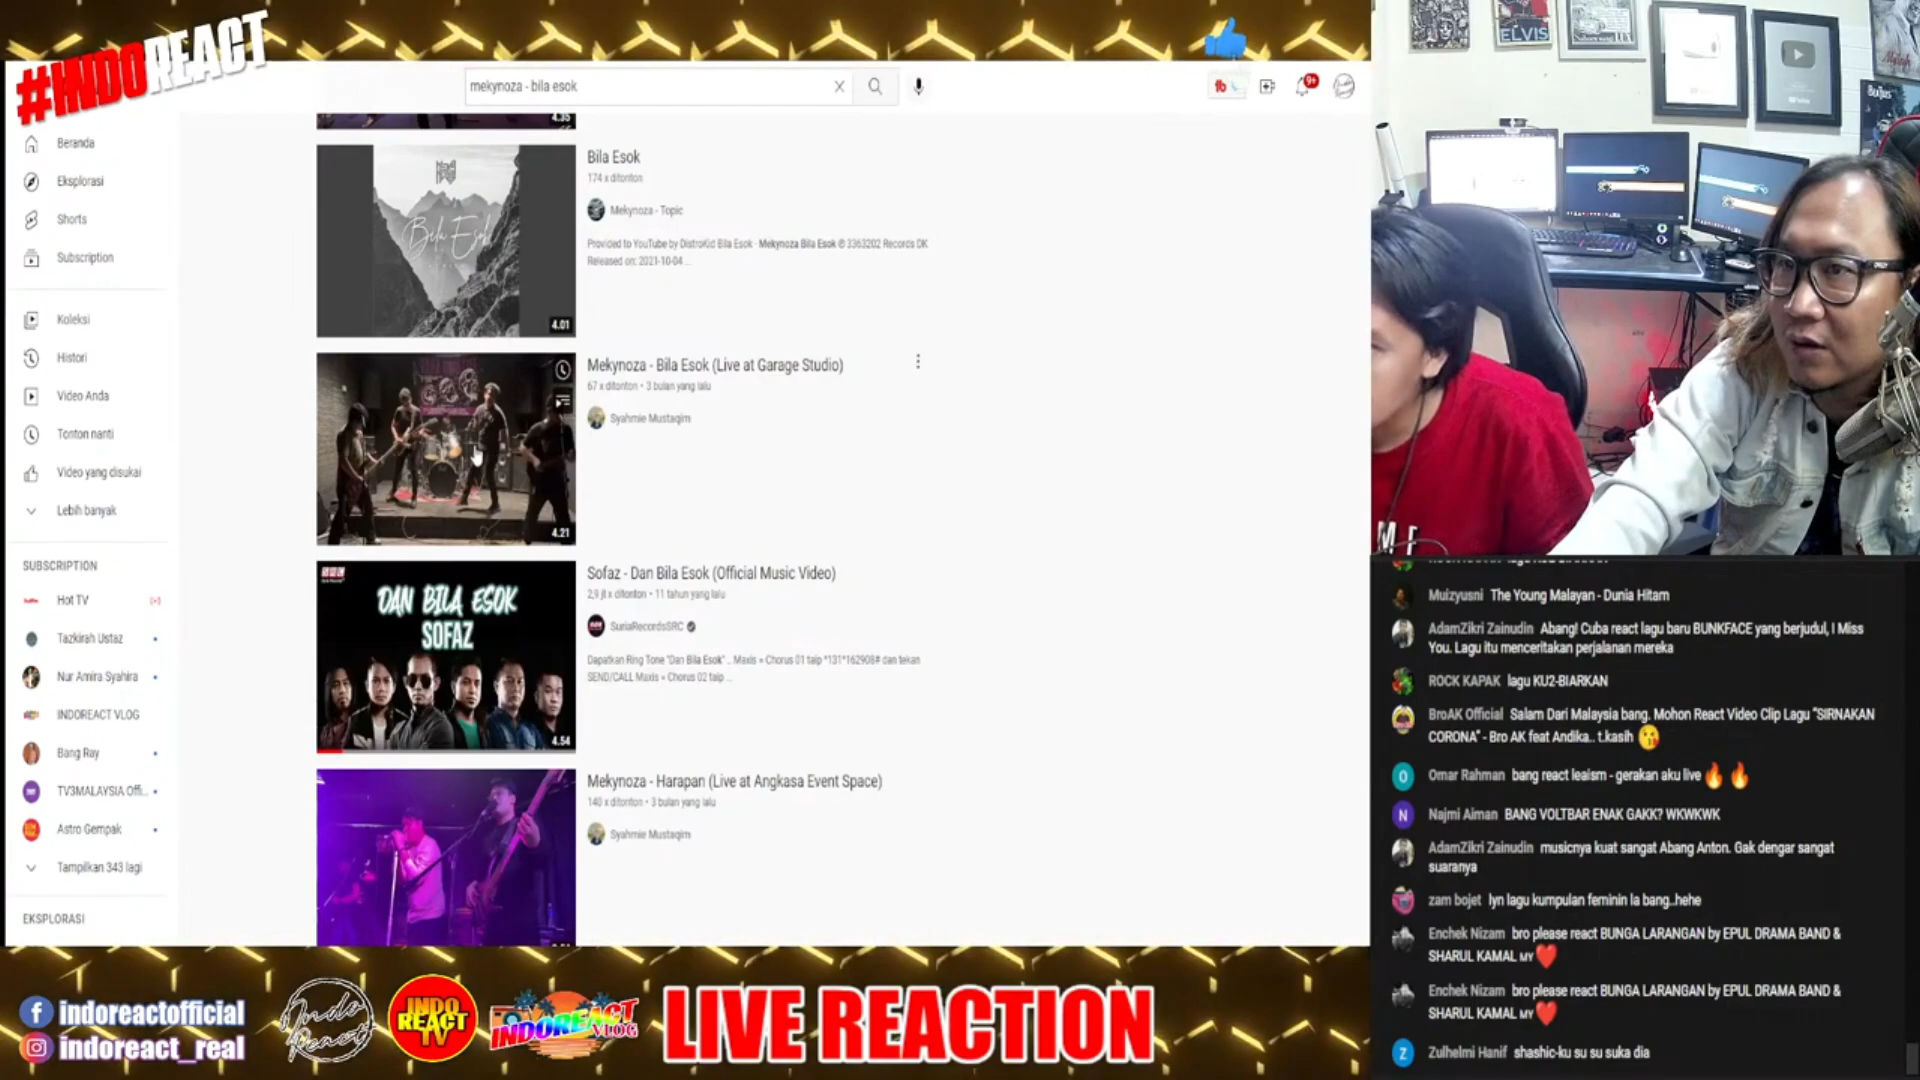 #INDOREACT
mekynoza - bila esok
9+
Beranda
Eksplorasi
Shorts
Subscription
Koleksi
Histori
Video Anda
Tonton nanti
Video yang disukai
Lebih banyak
SUBSCRIPTION
Hot TV
Tazkirah Ustaz
Nur Amira Syahira
INDOREACT VLOG
Bang Ray
TV3MALAYSIA Offi...
Astro Gempak
Tampilkan 343 lagi
EKSPLORASI
4.35
Bila Esok
174 x ditonton
Mekynoza - Topic
Provided to YouTube by DistroKid Bila Esok · Mekynoza Bila Esok ℗ 3363202 Records DK
Released on: 2021-10-04 ...
Bila Esok
4.01
Mekynoza - Bila Esok (Live at Garage Studio)
67 x ditonton • 3 bulan yang lalu
Syahmie Mustaqim
4.21
Sofaz - Dan Bila Esok (Official Music Video)
2,9 jt x ditonton • 11 tahun yang lalu
SuriaRecordsSRC
Dapatkan Ring Tone "Dan Bila Esok" .. Maxis = Chorus 01 taip *131*162908# dan tekan
SEND/CALL Maxis = Chorus 02 taip ...
DAN BILA ESOK
SOFAZ
4.54
Mekynoza - Harapan (Live at Angkasa Event Space)
140 x ditonton • 3 bulan yang lalu
Syahmie Mustaqim
ELVIS
Beatles
Muizyusni The Young Malayan - Dunia Hitam
AdamZikri Zainudin Abang! Cuba react lagu baru BUNKFACE yang berjudul, I Miss
You. Lagu itu menceritakan perjalanan mereka
ROCK KAPAK lagu KU2-BIARKAN
BroAK Official Salam Dari Malaysia bang. Mohon React Video Clip Lagu "SIRNAKAN
CORONA" - Bro AK feat Andika.. t.kasih 😘
Omar Rahman bang react leaism - gerakan aku live 🔥 🔥
Najmi Aiman BANG VOLTBAR ENAK GAKK? WKWKWK
AdamZikri Zainudin musicnya kuat sangat Abang Anton. Gak dengar sangat
suaranya
zam bojet lyn lagu kumpulan feminin la bang..hehe
Enchek Nizam bro please react BUNGA LARANGAN by EPUL DRAMA BAND &
SHARUL KAMAL MY ❤️
Enchek Nizam bro please react BUNGA LARANGAN by EPUL DRAMA BAND &
SHARUL KAMAL MY ❤️
Zulhelmi Hanif shashic-ku su su suka dia
indoreactofficial
indoreact_real
Indo
React
INDO
REACT
TV
INDOREACT
VLOG
LIVE REACTION